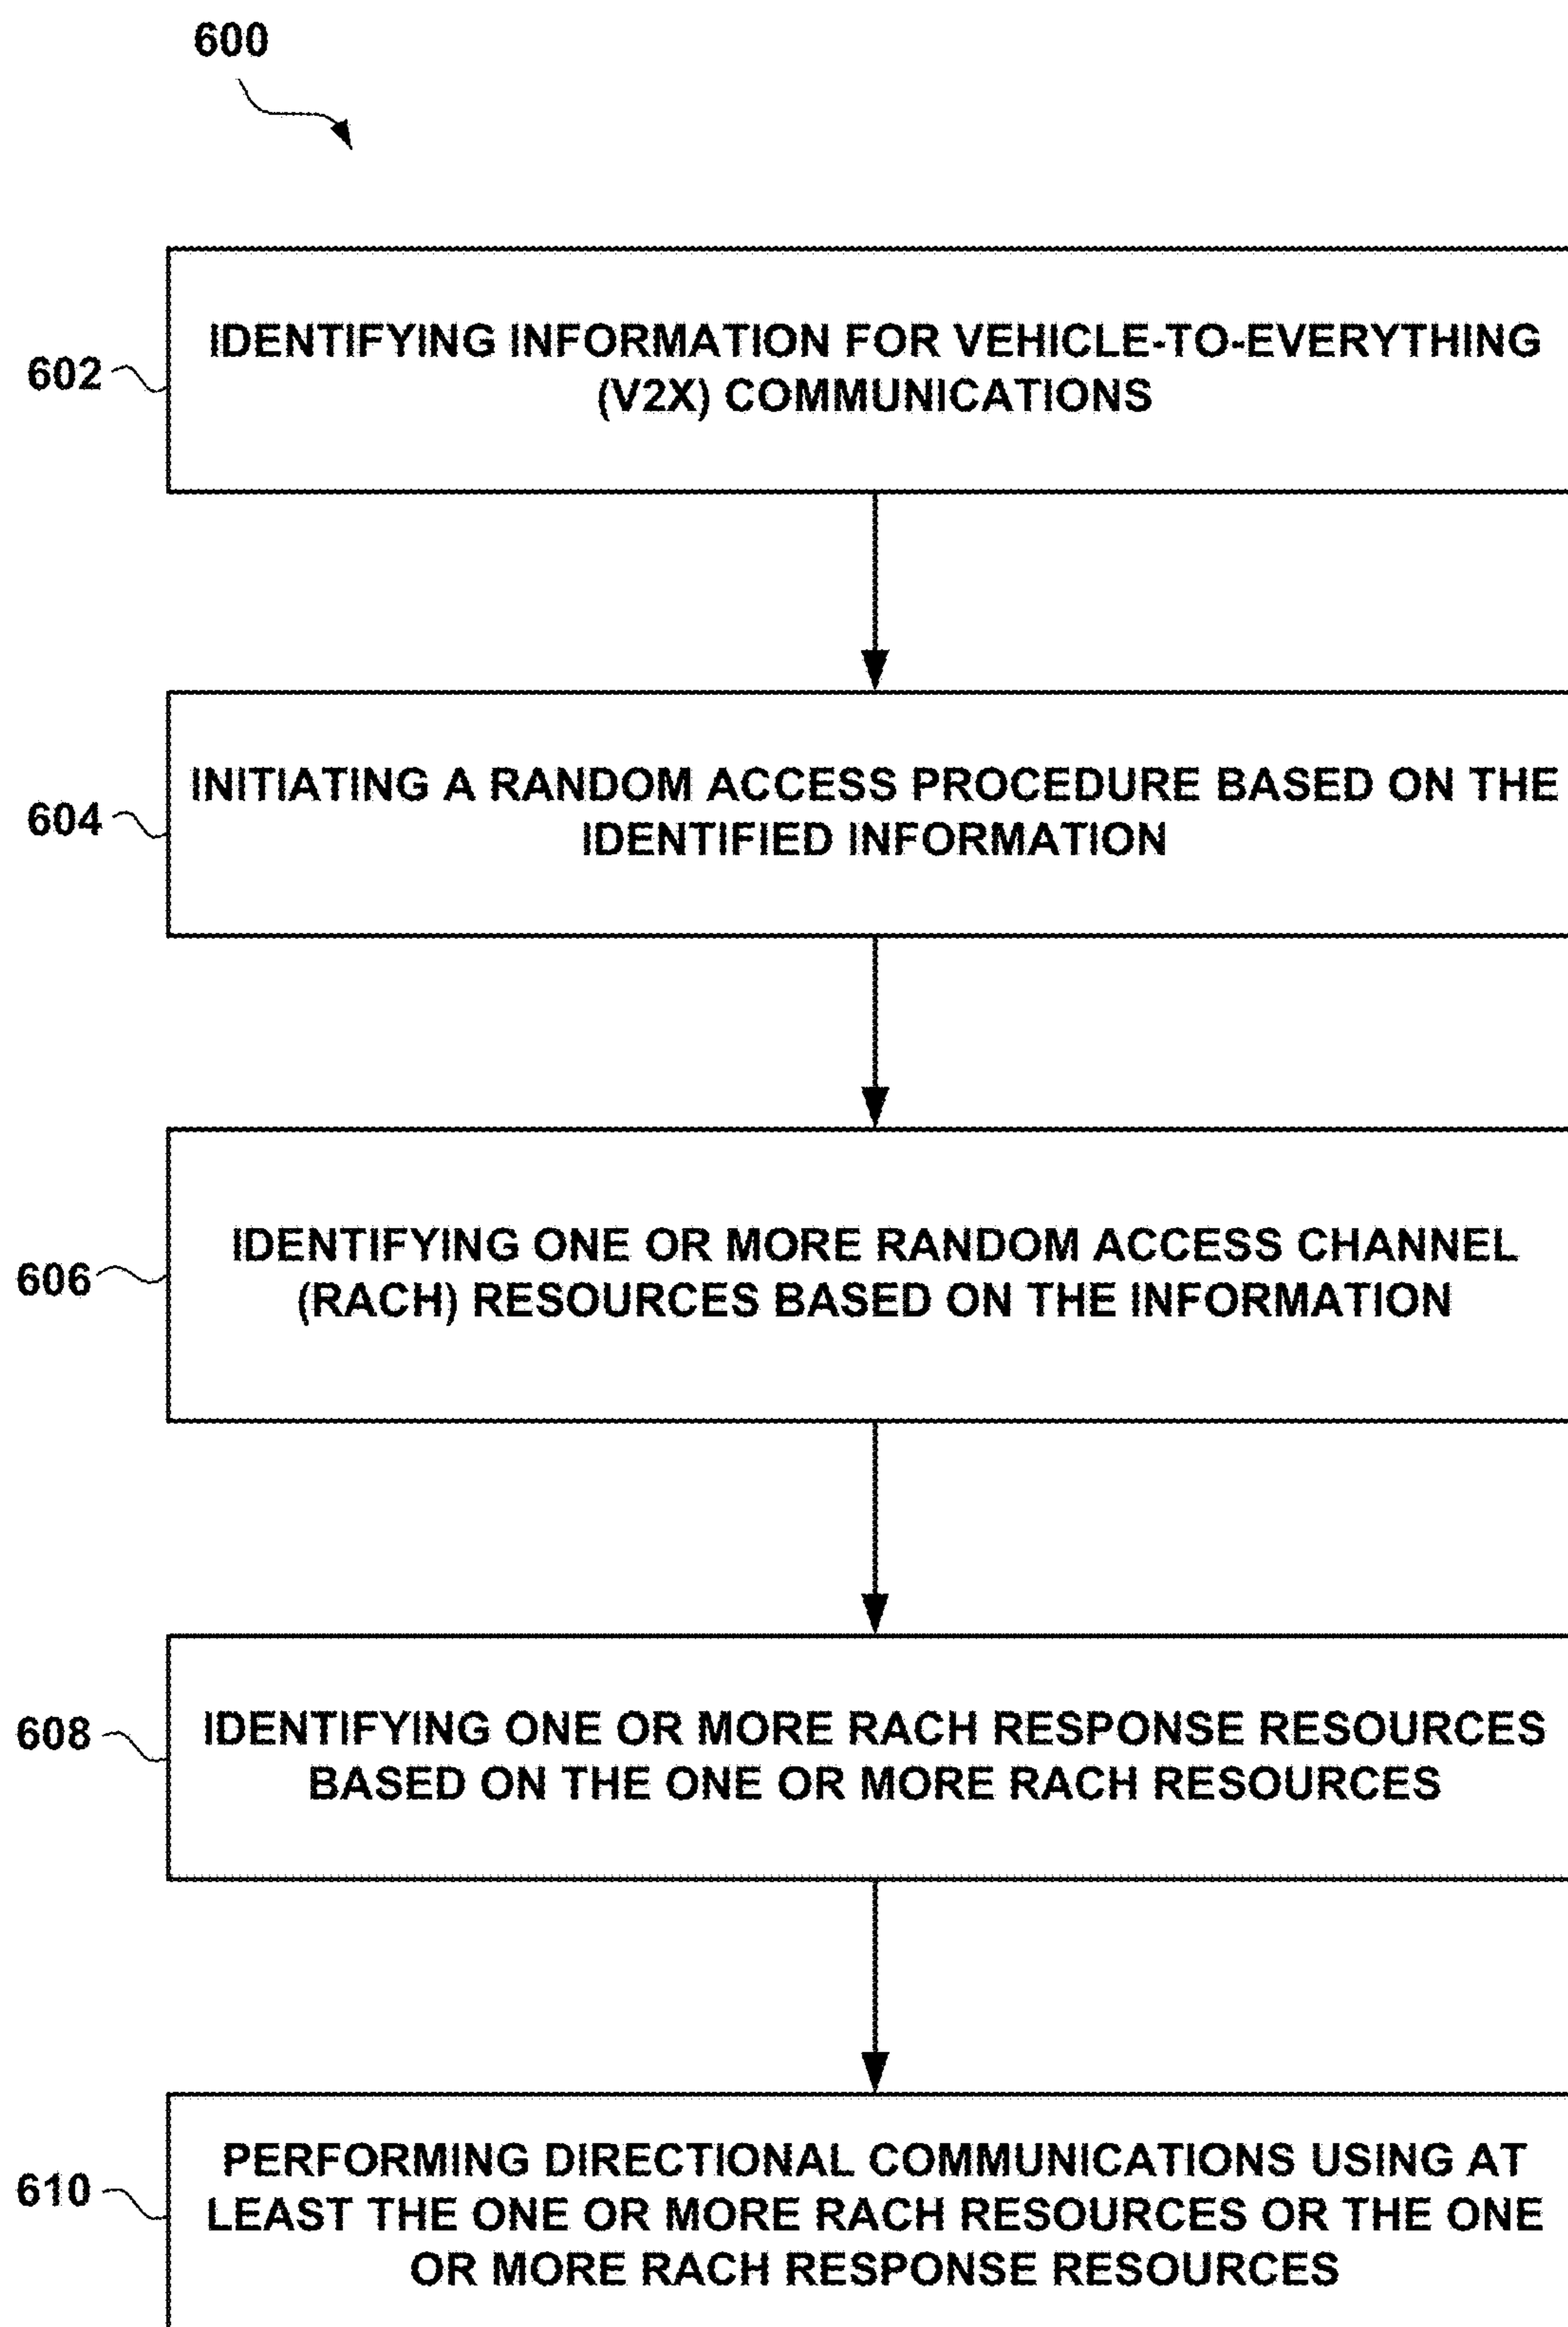 600
602
IDENTIFYING INFORMATION FOR VEHICLE-TO-EVERYTHING
(V2X) COMMUNICATIONS
604
INITIATING A RANDOM ACCESS PROCEDURE BASED ON THE
IDENTIFIED INFORMATION
606
IDENTIFYING ONE OR MORE RANDOM ACCESS CHANNEL
(RACH) RESOURCES BASED ON THE INFORMATION
608
IDENTIFYING ONE OR MORE RACH RESPONSE RESOURCES
BASED ON THE ONE OR MORE RACH RESOURCES
610
PERFORMING DIRECTIONAL COMMUNICATIONS USING AT
LEAST THE ONE OR MORE RACH RESOURCES OR THE ONE
OR MORE RACH RESPONSE RESOURCES